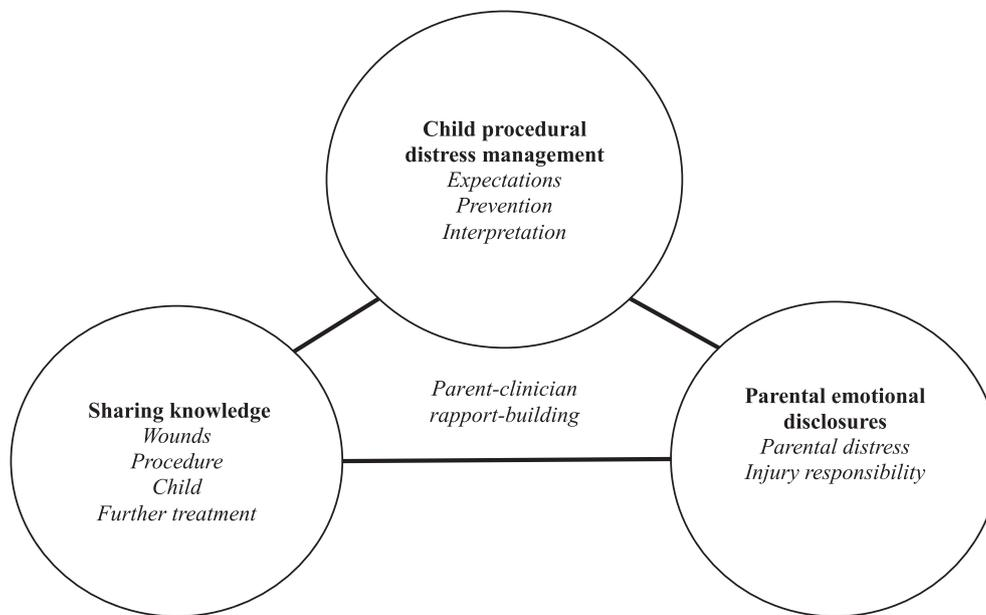 Child procedural
distress management
Expectations
Prevention
Interpretation
Parent-clinician
rapport-building
Sharing knowledge
Wounds
Procedure
Child
Further treatment
Parental emotional
disclosures
Parental distress
Injury responsibility